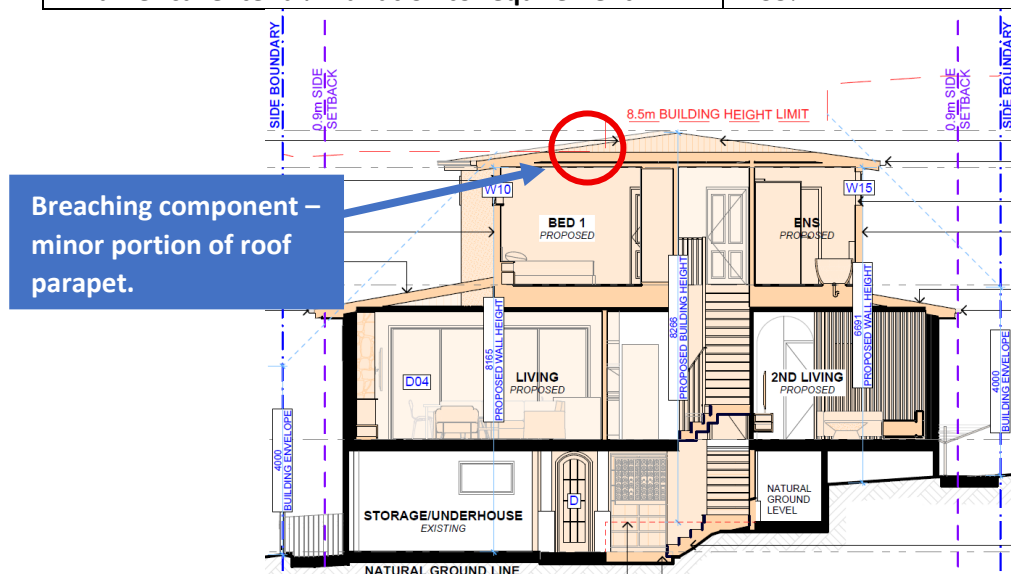 SIDE BOUNDARY
0.9m SIDE
SETBACK
8.5m BUILDING HEIGHT LIMIT
0.9m SIDE
SETBACK
SIDE BOUNDARY
Breaching component –
minor portion of roof
parapet.
W10
W15
BED 1
PROPOSED
ENS
PROPOSED
8165
PROPOSED WALL HEIGHT
8266
PROPOSED BUILDING HEIGHT
6691
PROPOSED WALL HEIGHT
D04
LIVING
PROPOSED
2ND LIVING
PROPOSED
4000
BUILDING ENVELOPE
4000
BUILDING ENVELOPE
D
STORAGE/UNDERHOUSE
EXISTING
NATURAL
GROUND
LEVEL
NATURAL GROUND LINE